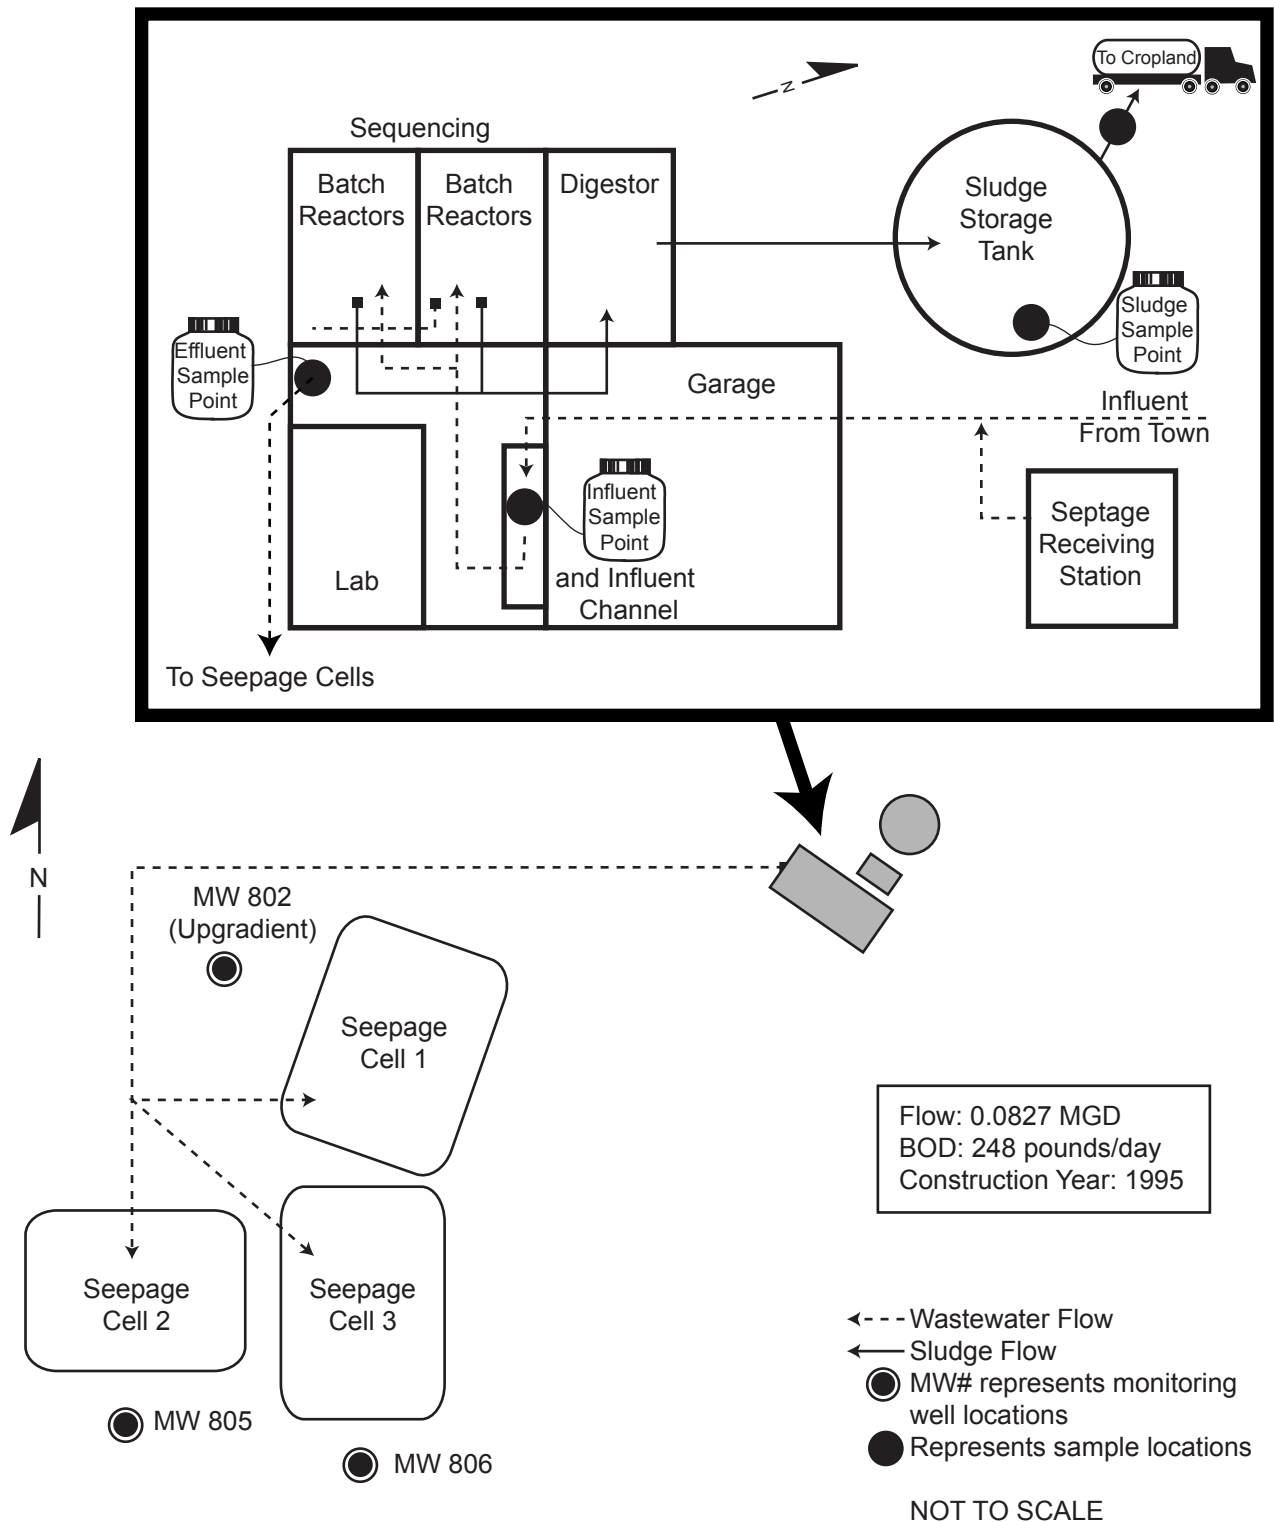 To Cropland
N
Sequencing
Batch
Reactors
Batch
Reactors
Digestor
Sludge
Storage
Tank
Sludge
Sample
Point
Effluent
Sample
Point
Garage
Influent
From Town
Influent
Sample
Point
and Influent
Channel
Septage
Receiving
Station
Lab
To Seepage Cells
N
MW 802
(Upgradient)
Seepage
Cell 1
Flow: 0.0827 MGD
BOD: 248 pounds/day
Construction Year: 1995
Seepage
Cell 2
Seepage
Cell 3
MW 805
MW 806
Wastewater Flow
Sludge Flow
MW# represents monitoring
well locations
Represents sample locations
NOT TO SCALE